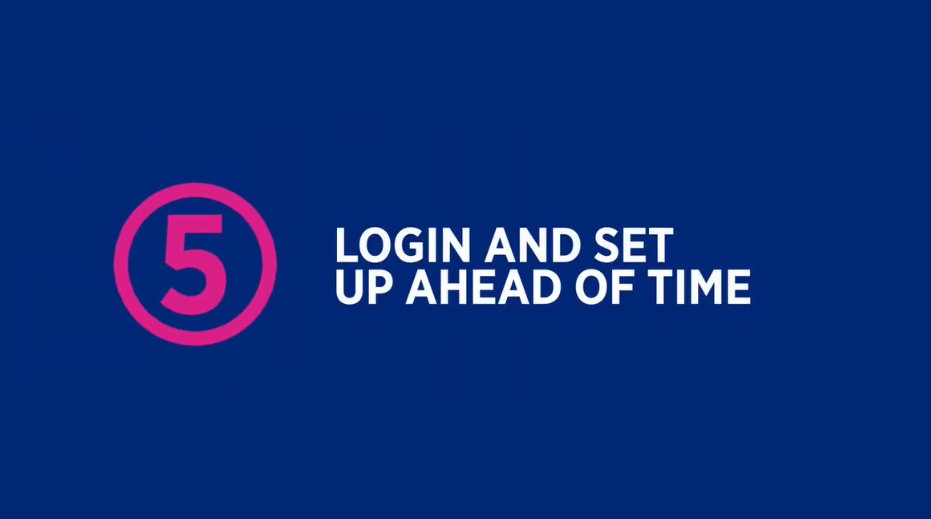 5
LOGIN AND SET
UP AHEAD OF TIME